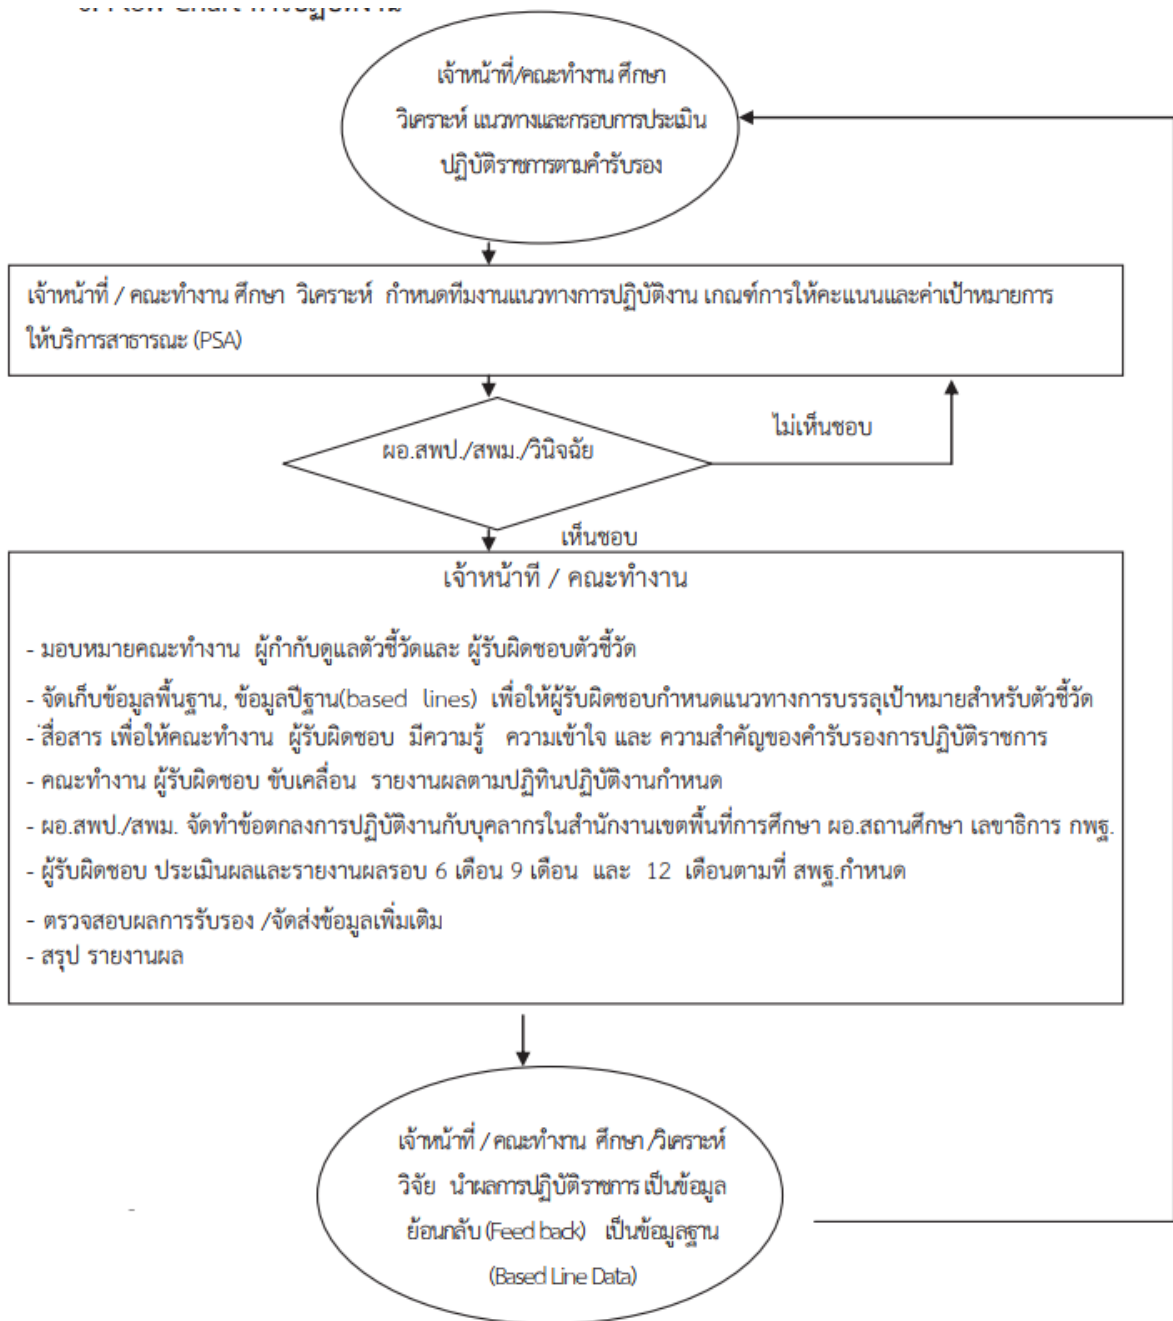 Flow Chart การปฏิบัติงาน
เจ้าหน้าที่/คณะทำงาน ศึกษา
วิเคราะห์ แนวทางและกรอบการประเมิน
ปฏิบัติราชการตามคำรับรอง
เจ้าหน้าที่ / คณะทำงาน ศึกษา วิเคราะห์ กำหนดทีมงานแนวทางการปฏิบัติงาน เกณฑ์การให้คะแนนและค่าเป้าหมายการ
ให้บริการสาธารณะ (PSA)
ไม่เห็นชอบ
ผอ.สพป./สพม./วินิจฉัย
เห็นชอบ
เจ้าหน้าที / คณะทำงาน
- มอบหมายคณะทำงาน ผู้กำกับดูแลตัวชี้วัดและ ผู้รับผิดชอบตัวชี้วัด
- จัดเก็บข้อมูลพื้นฐาน, ข้อมูลปีฐาน(based lines) เพื่อให้ผู้รับผิดชอบกำหนดแนวทางการบรรลุเป้าหมายสำหรับตัวชี้วัด
- สื่อสาร เพื่อให้คณะทำงาน ผู้รับผิดชอบ มีความรู้ ความเข้าใจ และ ความสำคัญของคำรับรองการปฏิบัติราชการ
- คณะทำงาน ผู้รับผิดชอบ ขับเคลื่อน รายงานผลตามปฏิทินปฏิบัติงานกำหนด
- ผอ.สพป./สพม. จัดทำข้อตกลงการปฏิบัติงานกับบุคลากรในสำนักงานเขตพื้นที่การศึกษา ผอ.สถานศึกษา เลขาธิการ กพฐ.
- ผู้รับผิดชอบ ประเมินผลและรายงานผลรอบ 6 เดือน 9 เดือน และ 12 เดือนตามที่ สพฐ.กำหนด
- ตรวจสอบผลการรับรอง /จัดส่งข้อมูลเพิ่มเติม
- สรุป รายงานผล
เจ้าหน้าที่ / คณะทำงาน ศึกษา /วิเคราะห์
วิจัย นำผลการปฏิบัติราชการ เป็นข้อมูล
ย้อนกลับ (Feed back) เป็นข้อมูลฐาน
(Based Line Data)